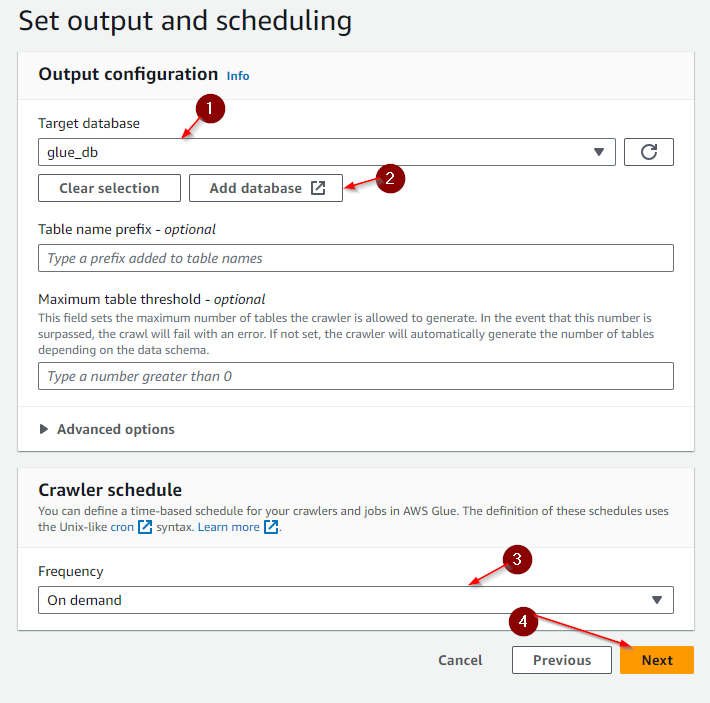 Set output and scheduling
Output configuration Info
1
Target database
glue_db
Clear selection Add database 2
Table name prefix - optional
Type a prefix added to table names
Maximum table threshold - optional
This field sets the maximum number of tables the crawler is allowed to generate. In the event that this number is
surpassed, the crawl will fail with an error. If not set, the crawler will automatically generate the number of tables
depending on the data schema.
Type a number greater than 0
Advanced options
Crawler schedule
You can define a time-based schedule for your crawlers and jobs in AWS Glue. The definition of these schedules uses
the Unix-like cron syntax. Learn more .
3
Frequency
On demand
4
Cancel Previous Next